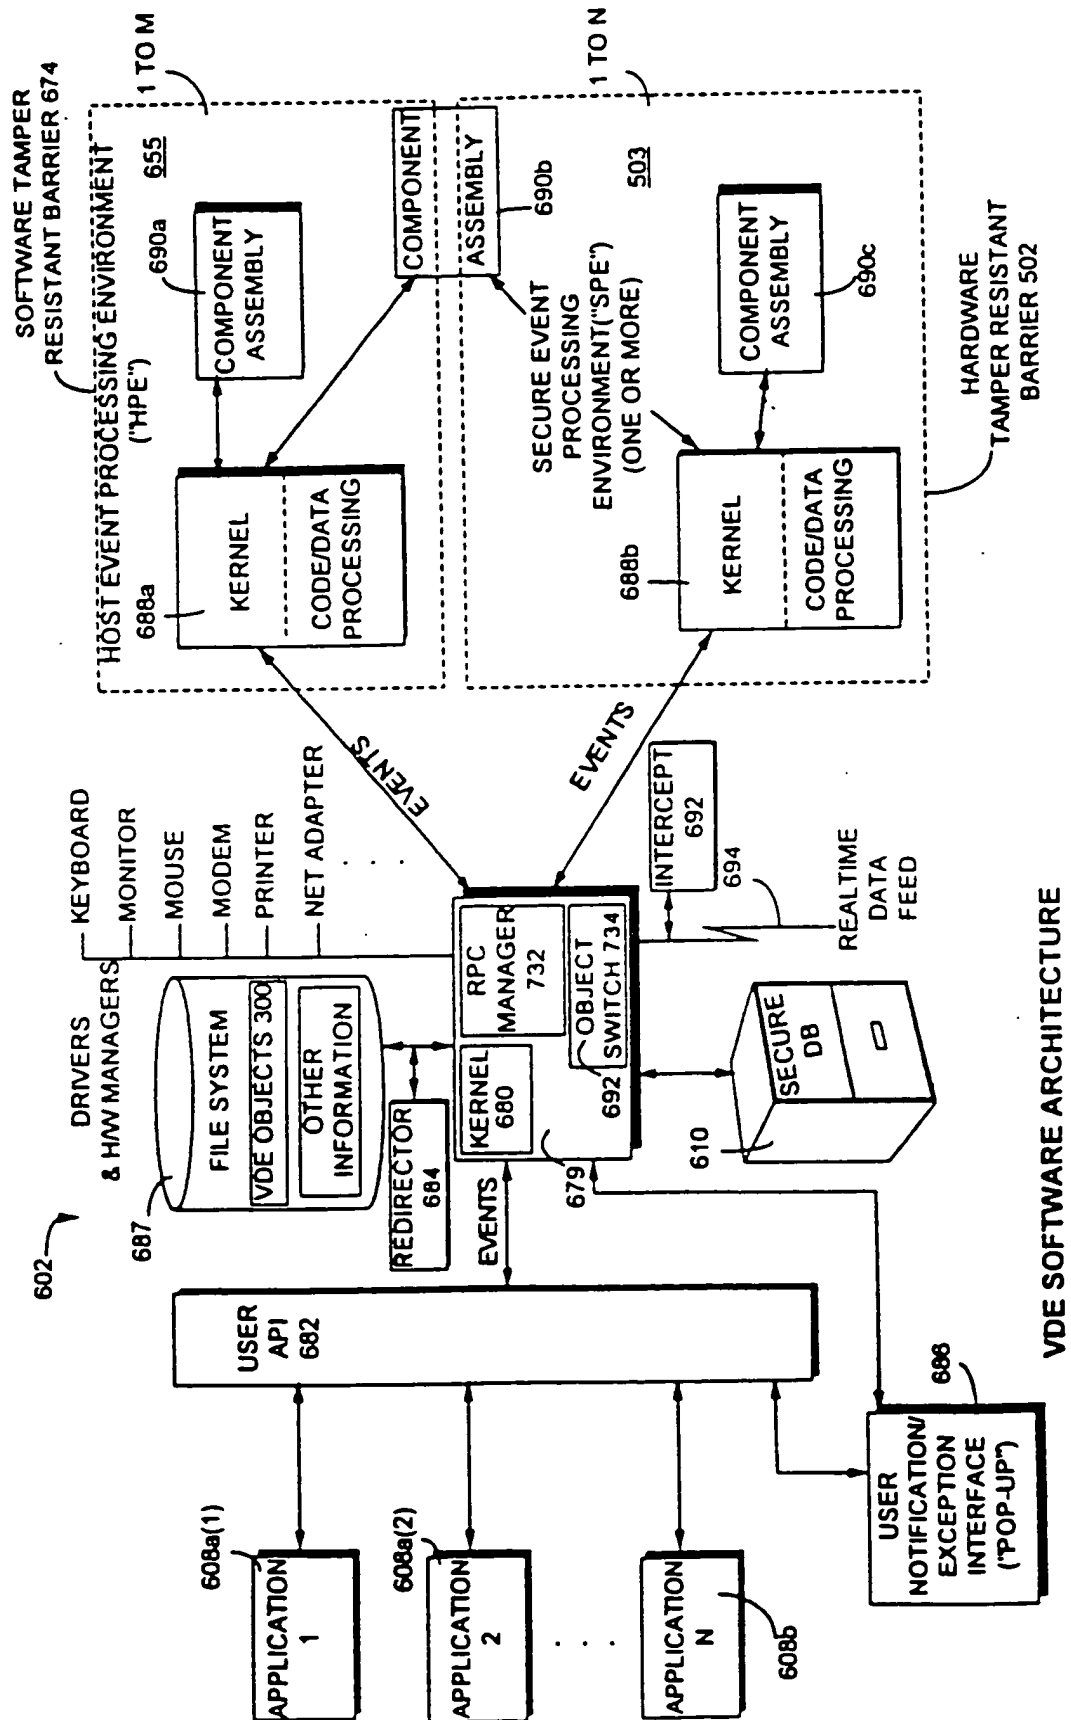 602
DRIVERS
& H/W MANAGERS
KEYBOARD
MONITOR
MOUSE
MODEM
PRINTER
NET ADAPTER
. . . .
SOFTWARE TAMPER
RESISTANT BARRIER 674
1 TO M
HOST EVENT PROCESSING ENVIRONMENT
("HPE")
655
690a
COMPONENT
ASSEMBLY
688a
KERNEL
CODE/DATA
PROCESSING
687
FILE SYSTEM
VDE OBJECTS 300
OTHER
INFORMATION
REDIRECTOR
684
EVENTS
USER
API
682
608a(1)
APPLICATION
1
608a(2)
APPLICATION
2
. . . .
APPLICATION
N
608b
EVENTS
KERNEL
680
RPC
MANAGER
732
OBJECT
SWITCH 734
692
679
EVENTS
COMPONENT
ASSEMBLY
690b
1 TO N
503
SECURE EVENT
PROCESSING
ENVIRONMENT("SPE")
(ONE OR MORE)
688b
KERNEL
CODE/DATA
PROCESSING
COMPONENT
ASSEMBLY
690c
HARDWARE
TAMPER RESISTANT
BARRIER 502
INTERCEPT
692
694
REALTIME
DATA
FEED
SECURE
DB
610
688
USER
NOTIFICATION/
EXCEPTION
INTERFACE
("POP-UP")
VDE SOFTWARE ARCHITECTURE